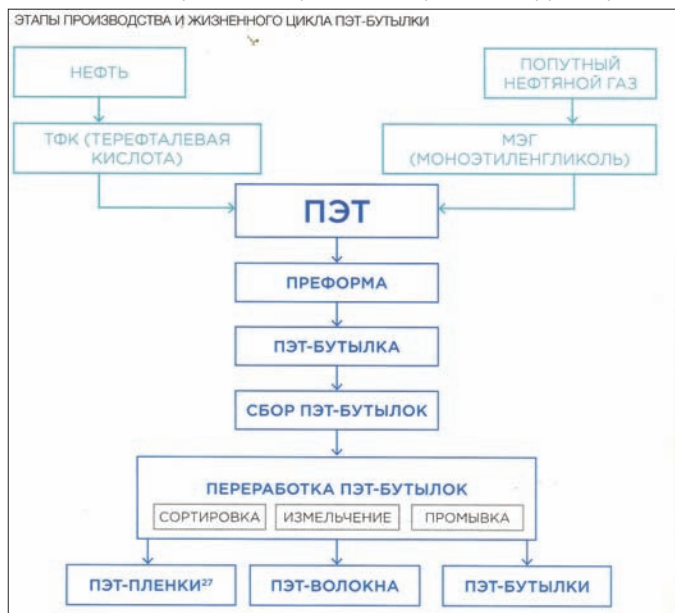 ЭТАПЫ ПРОИЗВОДСТВА И ЖИЗНЕННОГО ЦИКЛА ПЭТ-БУТЫЛКИ
НЕФТЬ
ПОПУТНЫЙ
НЕФТЯНОЙ ГАЗ
ТФК (ТЕРЕФТАЛЕВАЯ
КИСЛОТА)
МЭГ
(МОНОЭТИЛЕНГЛИКОЛЬ)
ПЭТ
ПРЕФОРМА
ПЭТ-БУТЫЛКА
СБОР ПЭТ-БУТЫЛОК
ПЕРЕРАБОТКА ПЭТ-БУТЫЛОК
СОРТИРОВКА ИЗМЕЛЬЧЕНИЕ ПРОМЫВКА
ПЭТ-ПЛЕНКИ²⁷ ПЭТ-ВОЛОКНА ПЭТ-БУТЫЛКИ